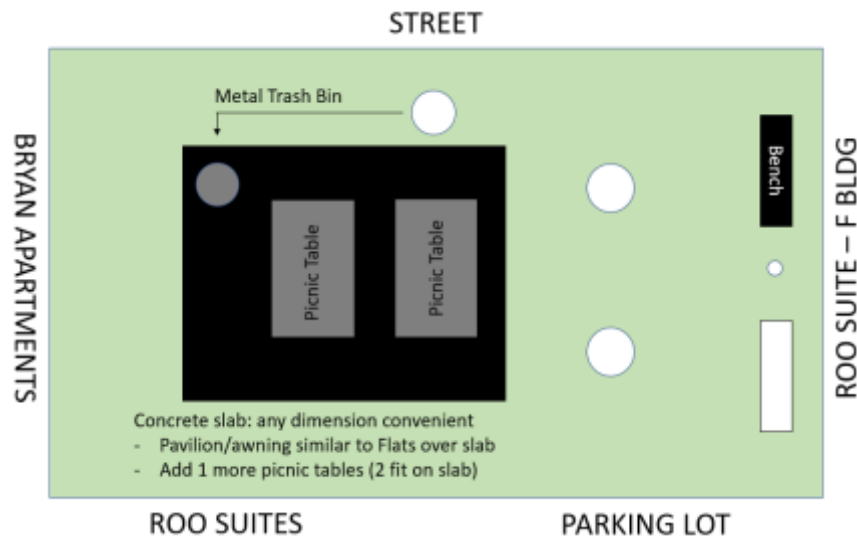 STREET
Metal Trash Bin
BRYAN APARTMENTS
Picnic Table
Picnic Table
Bench
ROO SUITE – F BLDG
Concrete slab: any dimension convenient
- Pavilion/awning similar to Flats over slab
- Add 1 more picnic tables (2 fit on slab)
ROO SUITES
PARKING LOT